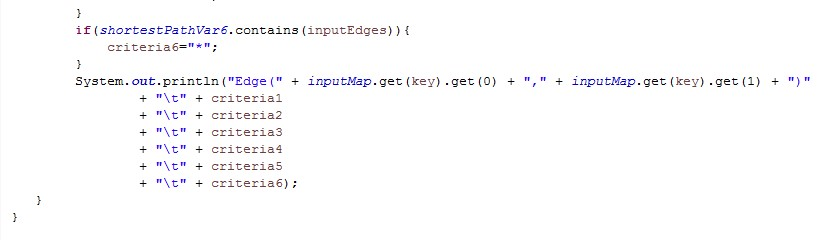 }
if(shortestPathVar6.contains(inputEdges)){
criteria6="*";
}
System.out.println("Edge(" + inputMap.get(key).get(0) + "," + inputMap.get(key).get(1) + ")"
+ "\t" + criteria1
+ "\t" + criteria2
+ "\t" + criteria3
+ "\t" + criteria4
+ "\t" + criteria5
+ "\t" + criteria6);
}
}